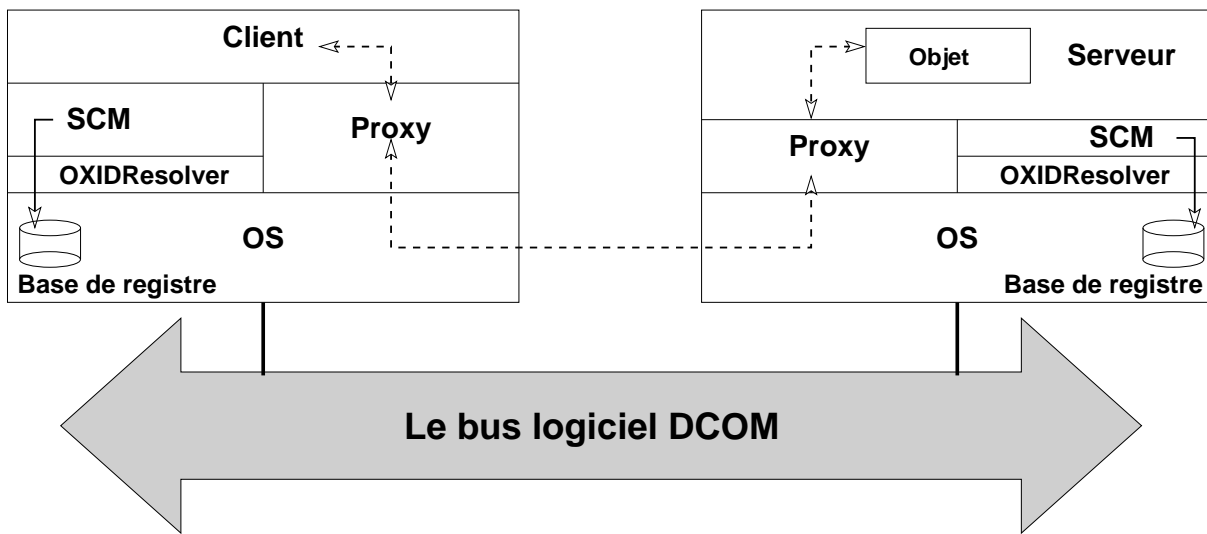 Client
SCM
Proxy
OXIDResolver
OS
Base de registre
Objet
Serveur
Proxy
SCM
OXIDResolver
OS
Base de registre
Le bus logiciel DCOM